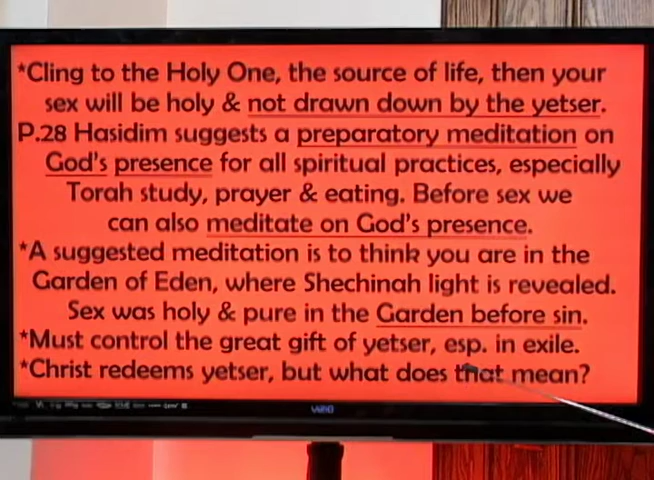 *Cling to the Holy One, the source of life, then your
sex will be holy & not drawn down by the yetser.
P.28 Hasidim suggests a preparatory meditation on
God's presence for all spiritual practices, especially
Torah study, prayer & eating. Before sex we
can also meditate on God's presence.
*A suggested meditation is to think you are in the
Garden of Eden, where Shechinah light is revealed.
Sex was holy & pure in the Garden before sin.
*Must control the great gift of yetser, esp. in exile.
*Christ redeems yetser, but what does that mean?
VIZIO